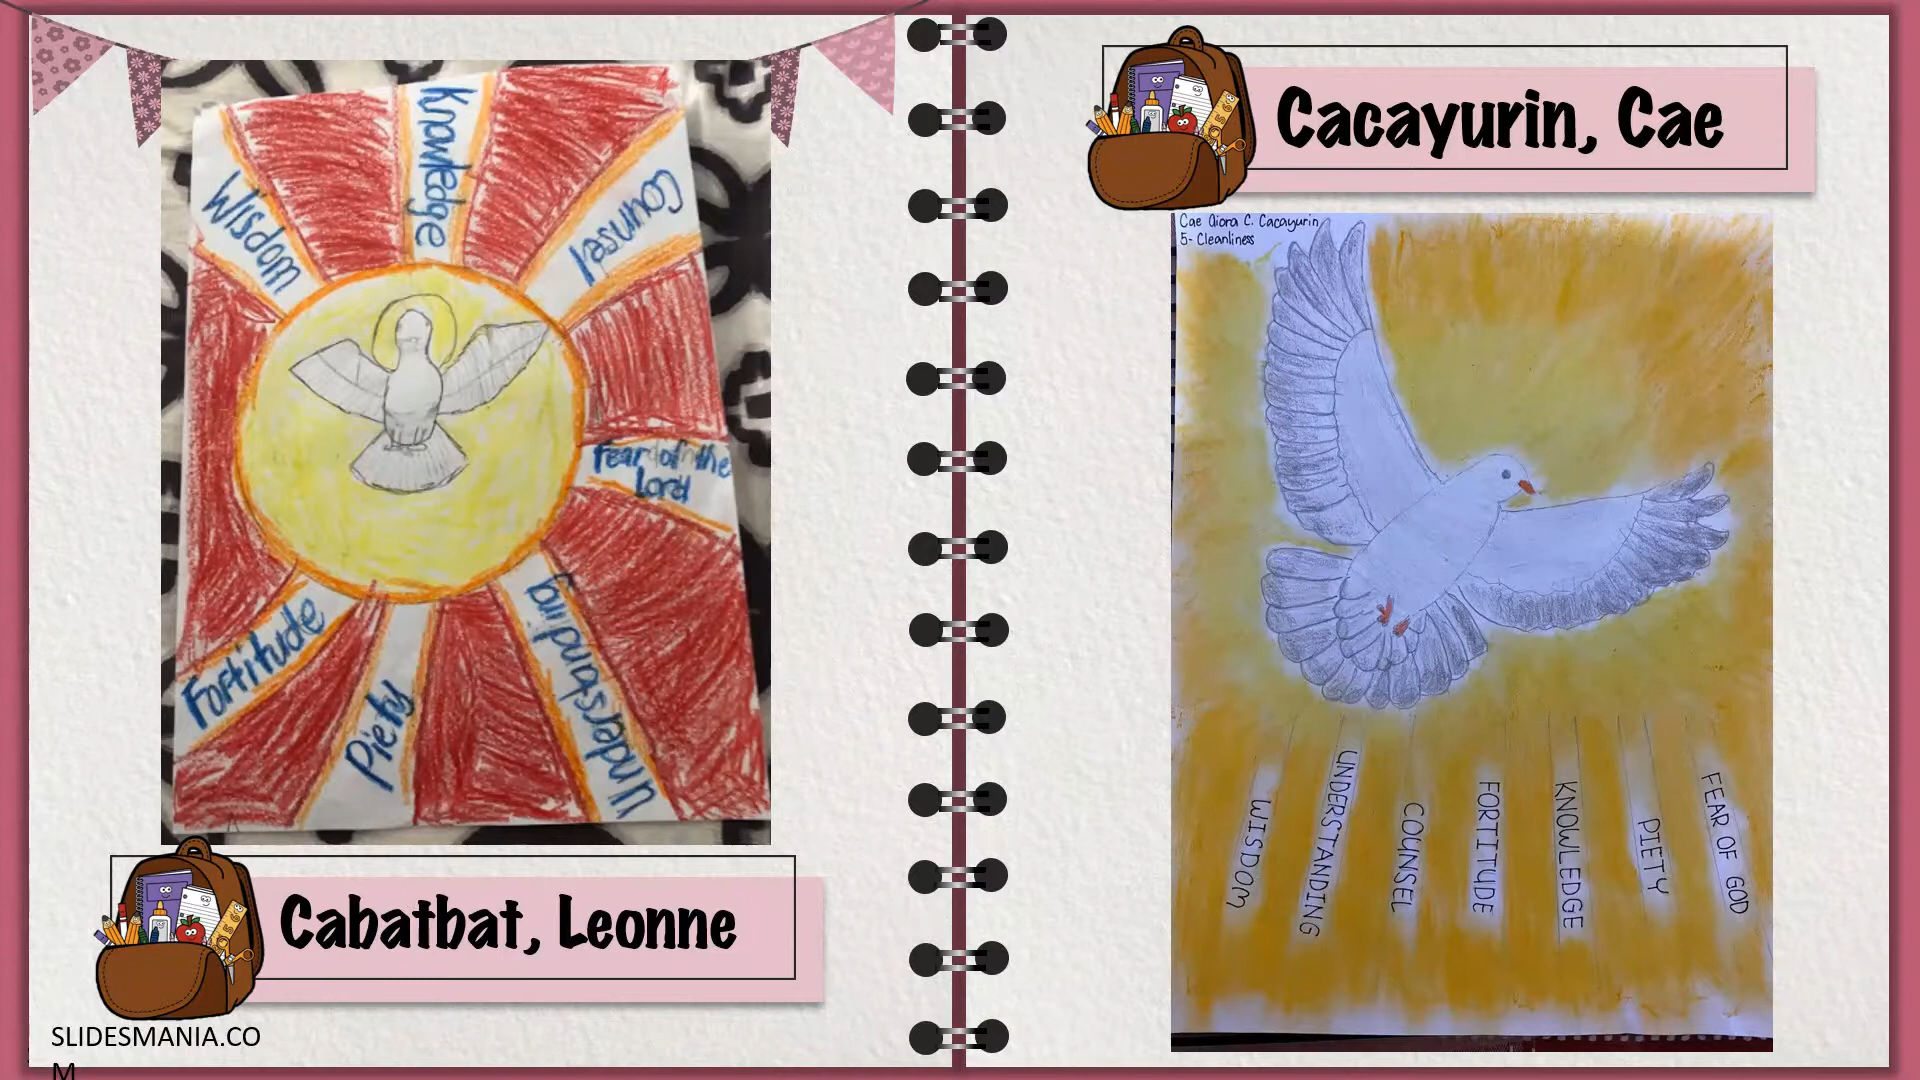 Wisdom
Knowledge
Counsel
Fear of the
Lord
Fortitude
Piety
Understanding
Cabatbat, Leonne
SLIDESMANIA.CO
M
Cacayurin, Cae
Cae Aiora C. Cacayurin
5- Cleanliness
WISDOM
UNDERSTANDING
COUNSEL
FORTITUDE
KNOWLEDGE
PIETY
FEAR OF GOD